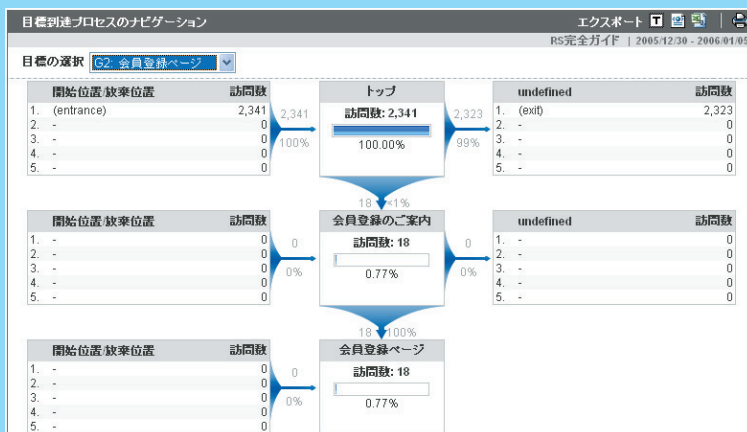 目標到達プロセスのナビゲーション エクスポート T
RS完全ガイド | 2005/12/30 - 2006/01/05
目標の選択 G2: 会員登録ページ
開始位置/放棄位置 訪問数 トップ undefined 訪問数
1. (entrance) 2,341 2,341 訪問数: 2,341 2,323 1. (exit) 2,323
2. - 0 2. - 0
3. - 0 100% 100.00% 99% 3. - 0
4. - 0 4. - 0
5. - 0 5. - 0
18 <1%
開始位置/放棄位置 訪問数 会員登録のご案内 undefined 訪問数
1. - 0 0 訪問数: 18 0 1. - 0
2. - 0 2. - 0
3. - 0 0% 0.77% 0% 3. - 0
4. - 0 4. - 0
5. - 0 5. - 0
18 100%
開始位置/放棄位置 訪問数 会員登録ページ
1. - 0 0 訪問数: 18
2. - 0
3. - 0 0% 0.77%
4. - 0
5. - 0